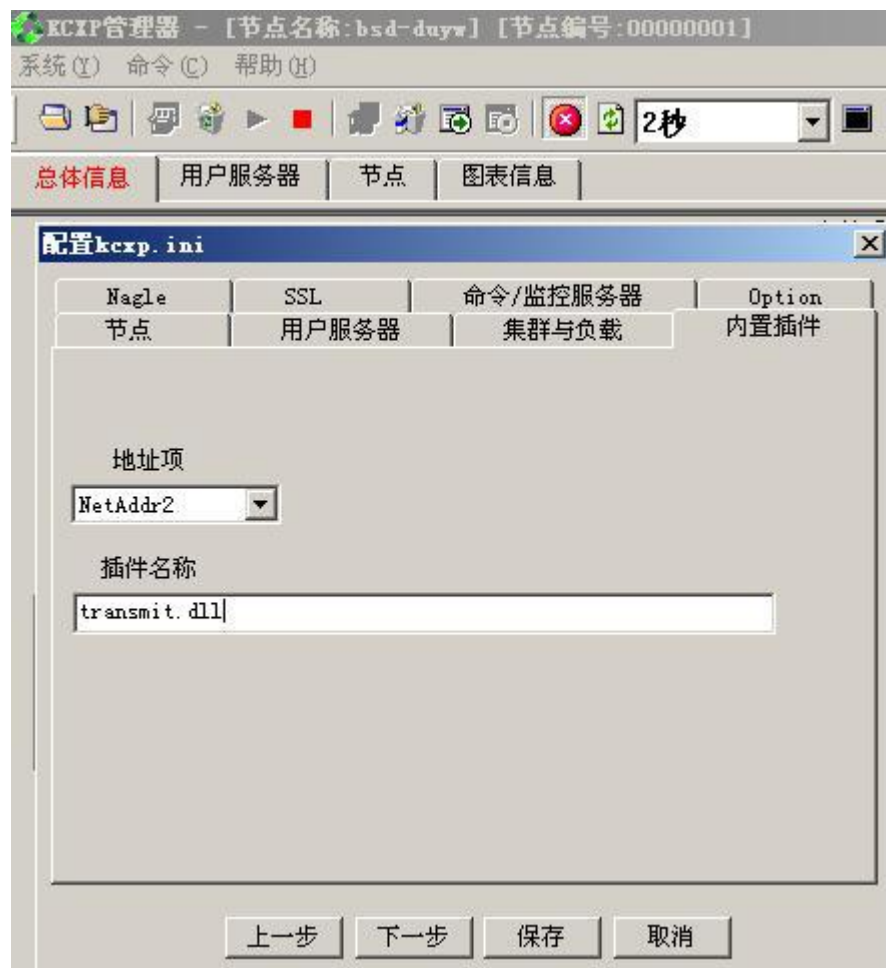 KCXP管理器 - [节点名称:bsd-duyw] [节点编号:00000001]
系统(Y) 命令(C) 帮助(H)
2秒
总体信息 用户服务器 节点 图表信息
配置kcxp.ini
Nagle SSL 命令/监控服务器 Option
节点 用户服务器 集群与负载 内置插件
地址项
NetAddr2
插件名称
transmit.dll
上一步 下一步 保存 取消